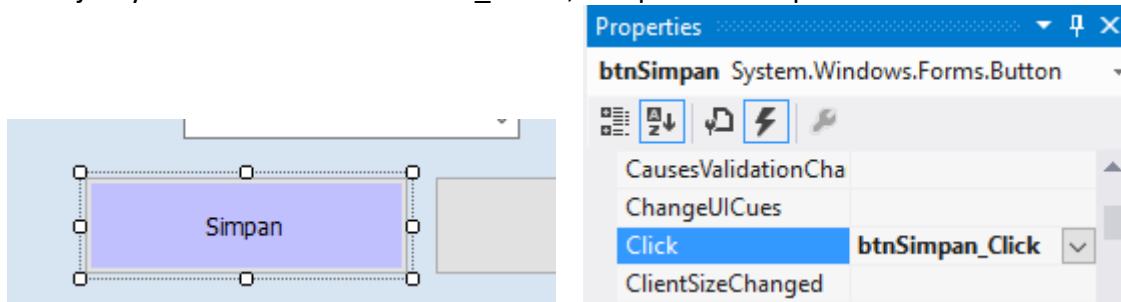 Properties
btnSimpan System.Windows.Forms.Button
CausesValidationCha
ChangeUICues
Simpan
Click btnSimpan_Click
ClientSizeChanged